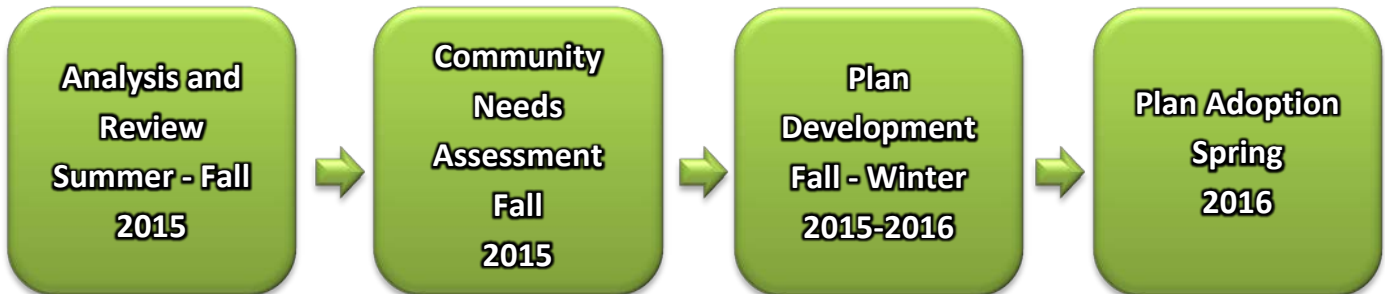 Analysis and
Review
Summer - Fall
2015
Community
Needs
Assessment
Fall
2015
Plan
Development
Fall - Winter
2015-2016
Plan Adoption
Spring
2016